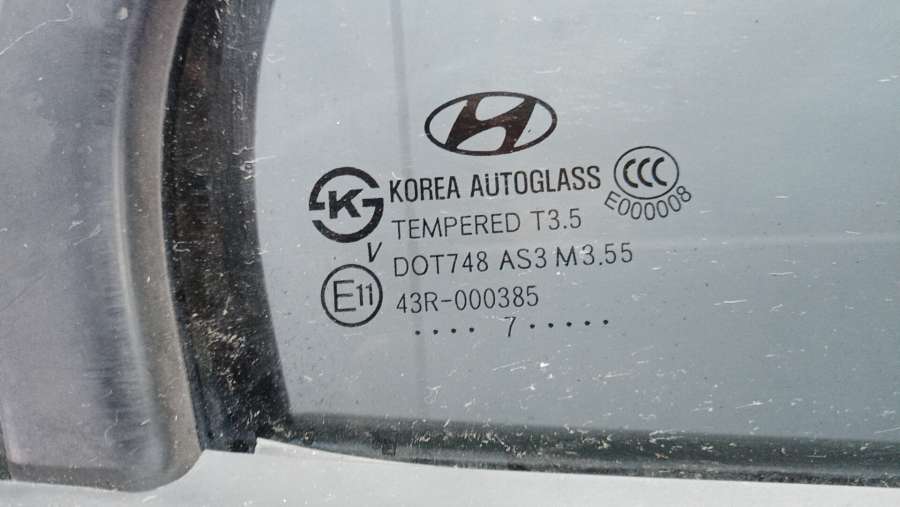 KOREA AUTOGLASS
CCC
E000008
K
TEMPERED T3.5
V
DOT748 AS3 M3.55
E11
43R-000385
.... 7 .....